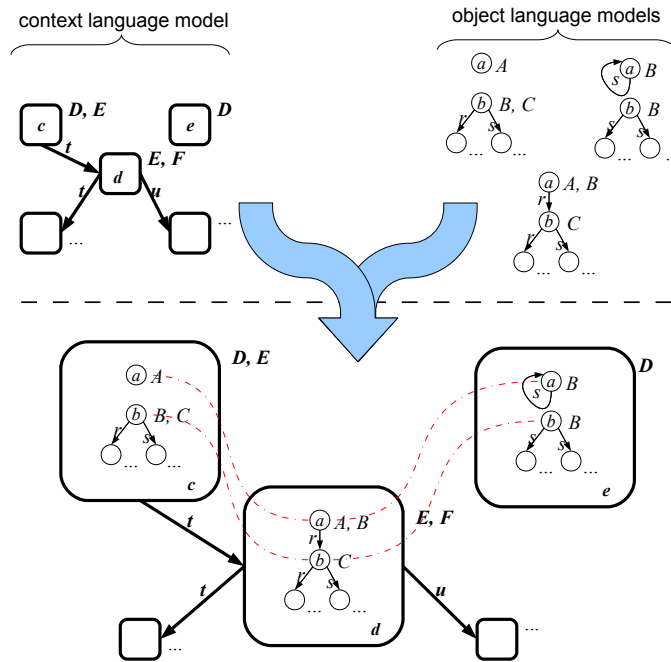 context language model
object language models
D, E
D
c
e
t
E, F
d
t
u
...
...
a A
b B, C
r s
... ...
a B
s
b B
s s
... ...
a A, B
r
b C
r s
... ...
D, E
a A
b B, C
r s
... ...
c
D
a B
s
b B
s s
... ...
e
t
E, F
a A, B
r
b C
r s
... ...
d
t
u
...
...